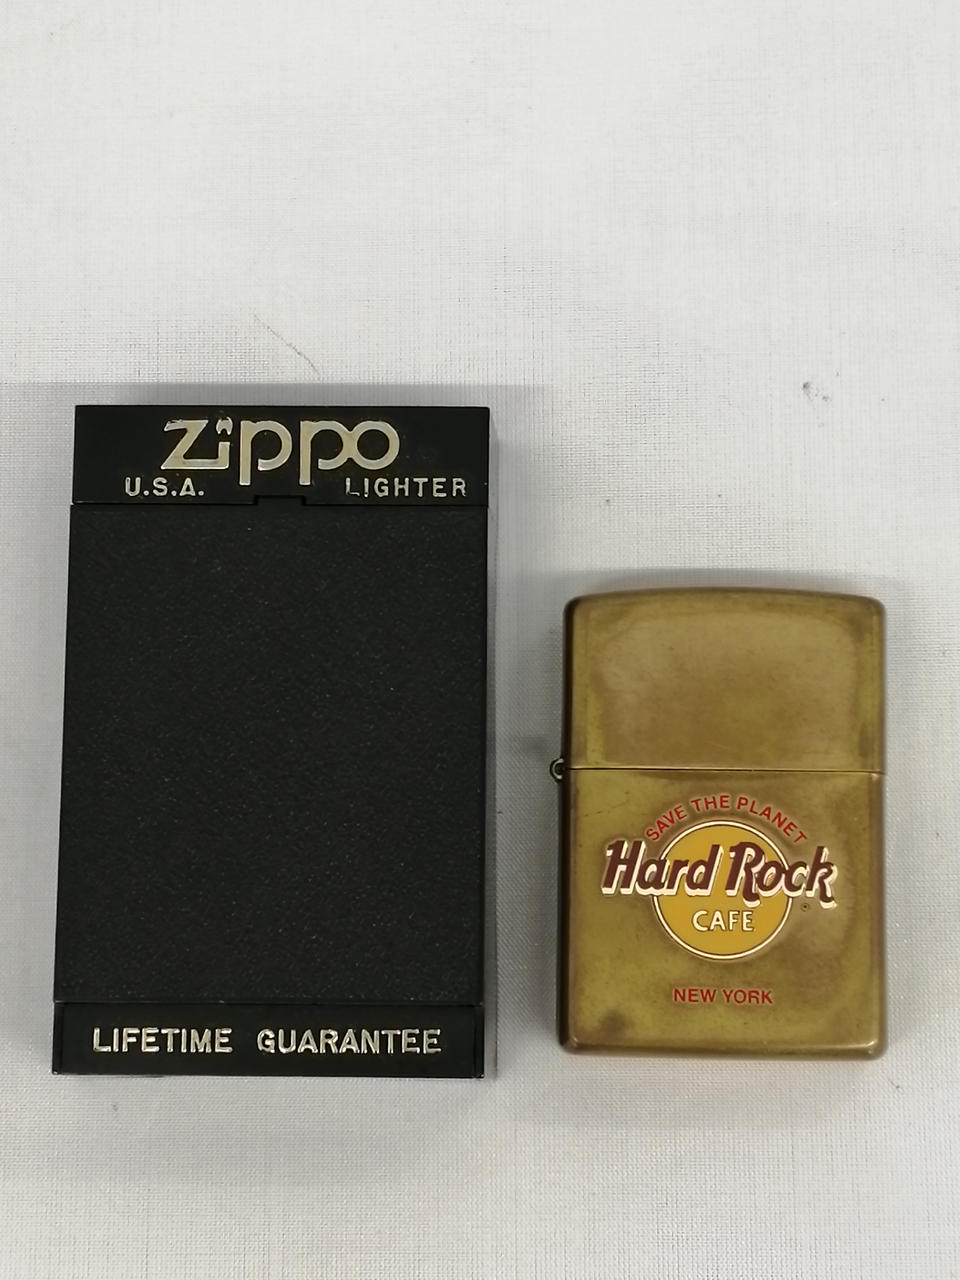 Zippo
U.S.A. LIGHTER
LIFETIME GUARANTEE
SAVE THE PLANET
Hard Rock
CAFE
®
NEW YORK